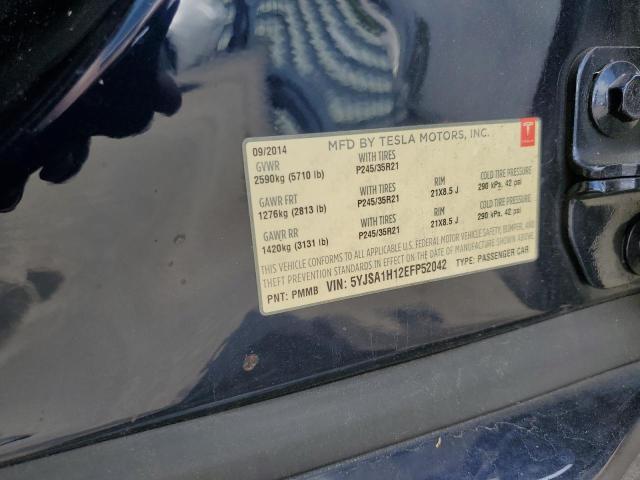 MFD BY TESLA MOTORS, INC.
09/2014
GVWR WITH TIRES
2590kg (5710 lb) P245/35R21
GAWR FRT WITH TIRES RIM COLD TIRE PRESSURE
1276kg (2813 lb) P245/35R21 21X8.5 J 290 kPa, 42 psi
GAWR RR WITH TIRES RIM COLD TIRE PRESSURE
1420kg (3131 lb) P245/35R21 21X8.5 J 290 kPa, 42 psi
THIS VEHICLE CONFORMS TO ALL APPLICABLE U.S. FEDERAL MOTOR VEHICLE SAFETY, BUMPER, AND
THEFT PREVENTION STANDARDS IN EFFECT ON THE DATE OF MANUFACTURE SHOWN ABOVE.
PNT: PMMB VIN: 5YJSA1H12EFP52042 TYPE: PASSENGER CAR